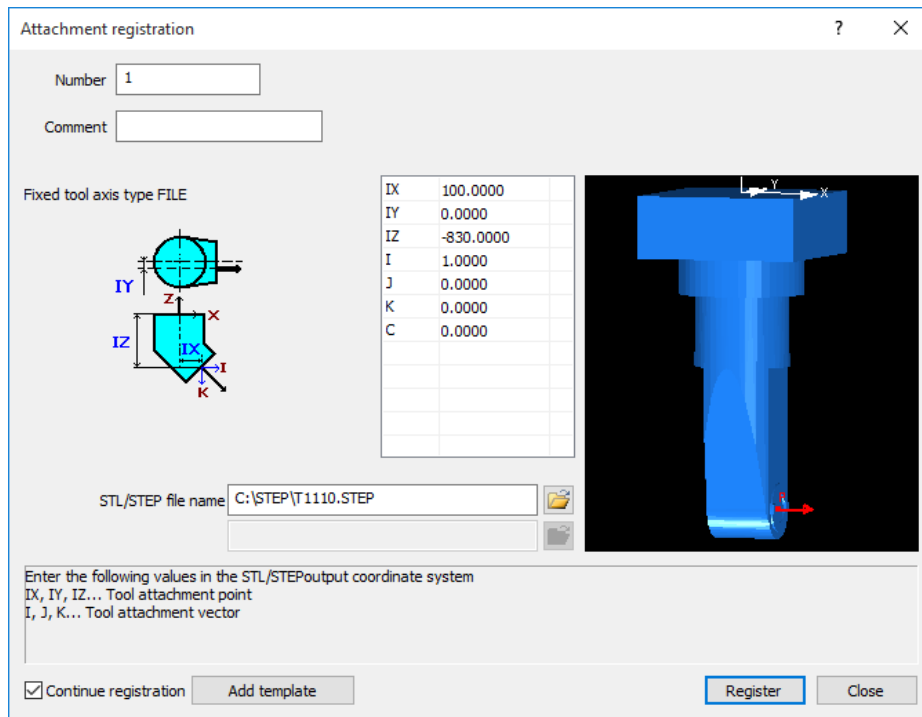 Attachment registration
?
Number 1
Comment
Fixed tool axis type FILE
IY
Z
X
IZ
IX
I
K
IX 100.0000
IY 0.0000
IZ -830.0000
I 1.0000
J 0.0000
K 0.0000
C 0.0000
Y
X
STL/STEP file name C:\STEP\T1110.STEP
Enter the following values in the STL/STEPoutput coordinate system
IX, IY, IZ... Tool attachment point
I, J, K... Tool attachment vector
Continue registration Add template Register Close